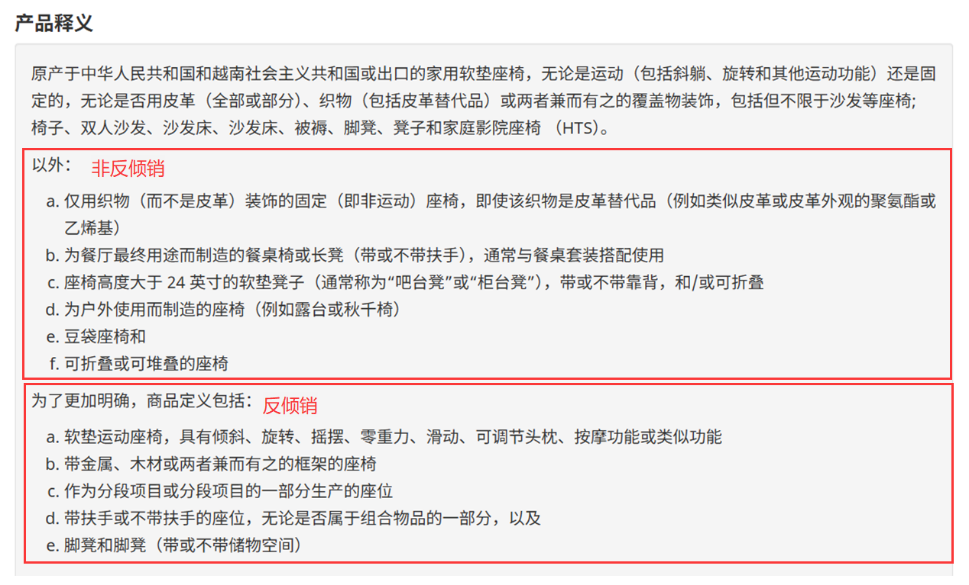 产品释义
原产于中华人民共和国和越南社会主义共和国或出口的家用软垫座椅，无论是运动（包括斜躺、旋转和其他运动功能）还是固
定的，无论是否用皮革（全部或部分）、织物（包括皮革替代品）或两者兼而有之的覆盖物装饰，包括但不限于沙发等座椅;
椅子、双人沙发、沙发床、沙发床、被褥、脚凳、凳子和家庭影院座椅 （HTS）。
以外： 非反倾销
a. 仅用织物（而不是皮革）装饰的固定（即非运动）座椅，即使该织物是皮革替代品（例如类似皮革或皮革外观的聚氨酯或
乙烯基）
b. 为餐厅最终用途而制造的餐桌椅或长凳（带或不带扶手），通常与餐桌套装搭配使用
c. 座椅高度大于 24 英寸的软垫凳子（通常称为“吧台凳”或“柜台凳”），带或不带靠背，和/或可折叠
d. 为户外使用而制造的座椅（例如露台或秋千椅）
e. 豆袋座椅和
f. 可折叠或可堆叠的座椅
为了更加明确，商品定义包括： 反倾销
a. 软垫运动座椅，具有倾斜、旋转、摇摆、零重力、滑动、可调节头枕、按摩功能或类似功能
b. 带金属、木材或两者兼而有之的框架的座椅
c. 作为分段项目或分段项目的一部分生产的座位
d. 带扶手或不带扶手的座位，无论是否属于组合物品的一部分，以及
e. 脚凳和脚凳（带或不带储物空间）